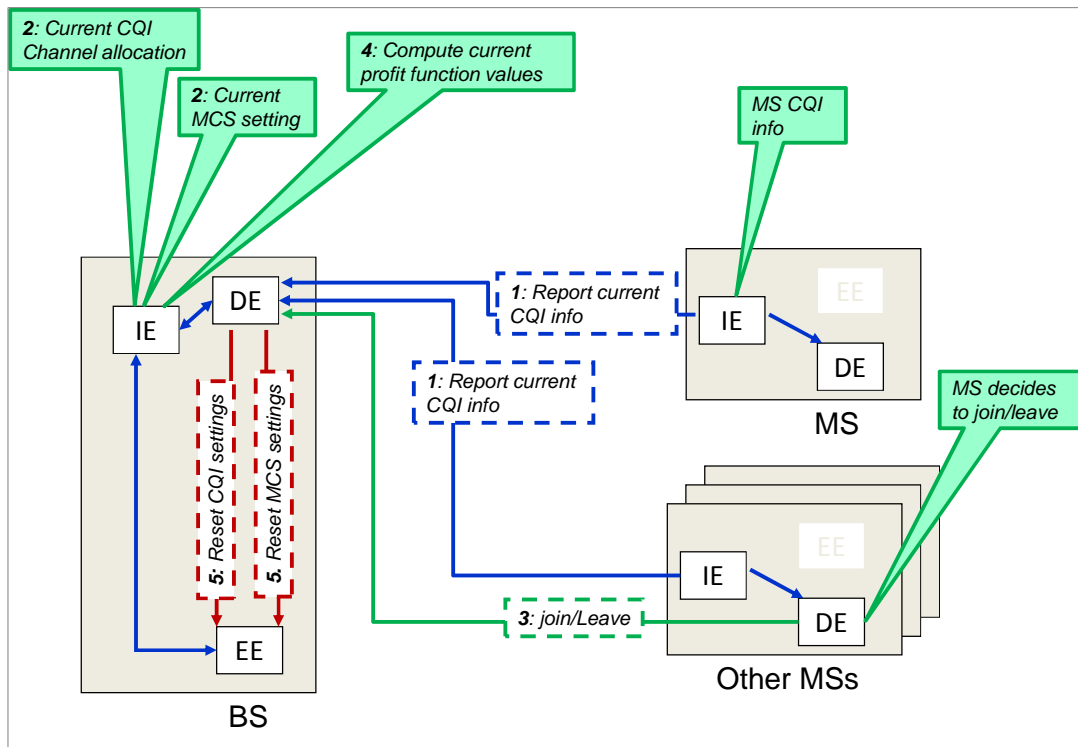 2: Current CQI
Channel allocation
4: Compute current
profit function values
2: Current
MCS setting
MS CQI
info
DE
IE
1: Report current
CQI info
EE
IE
DE
MS
1: Report current
CQI info
MS decides
to join/leave
5: Reset CQI settings
5. Reset MCS settings
EE
IE
DE
3: join/Leave
EE
Other MSs
BS